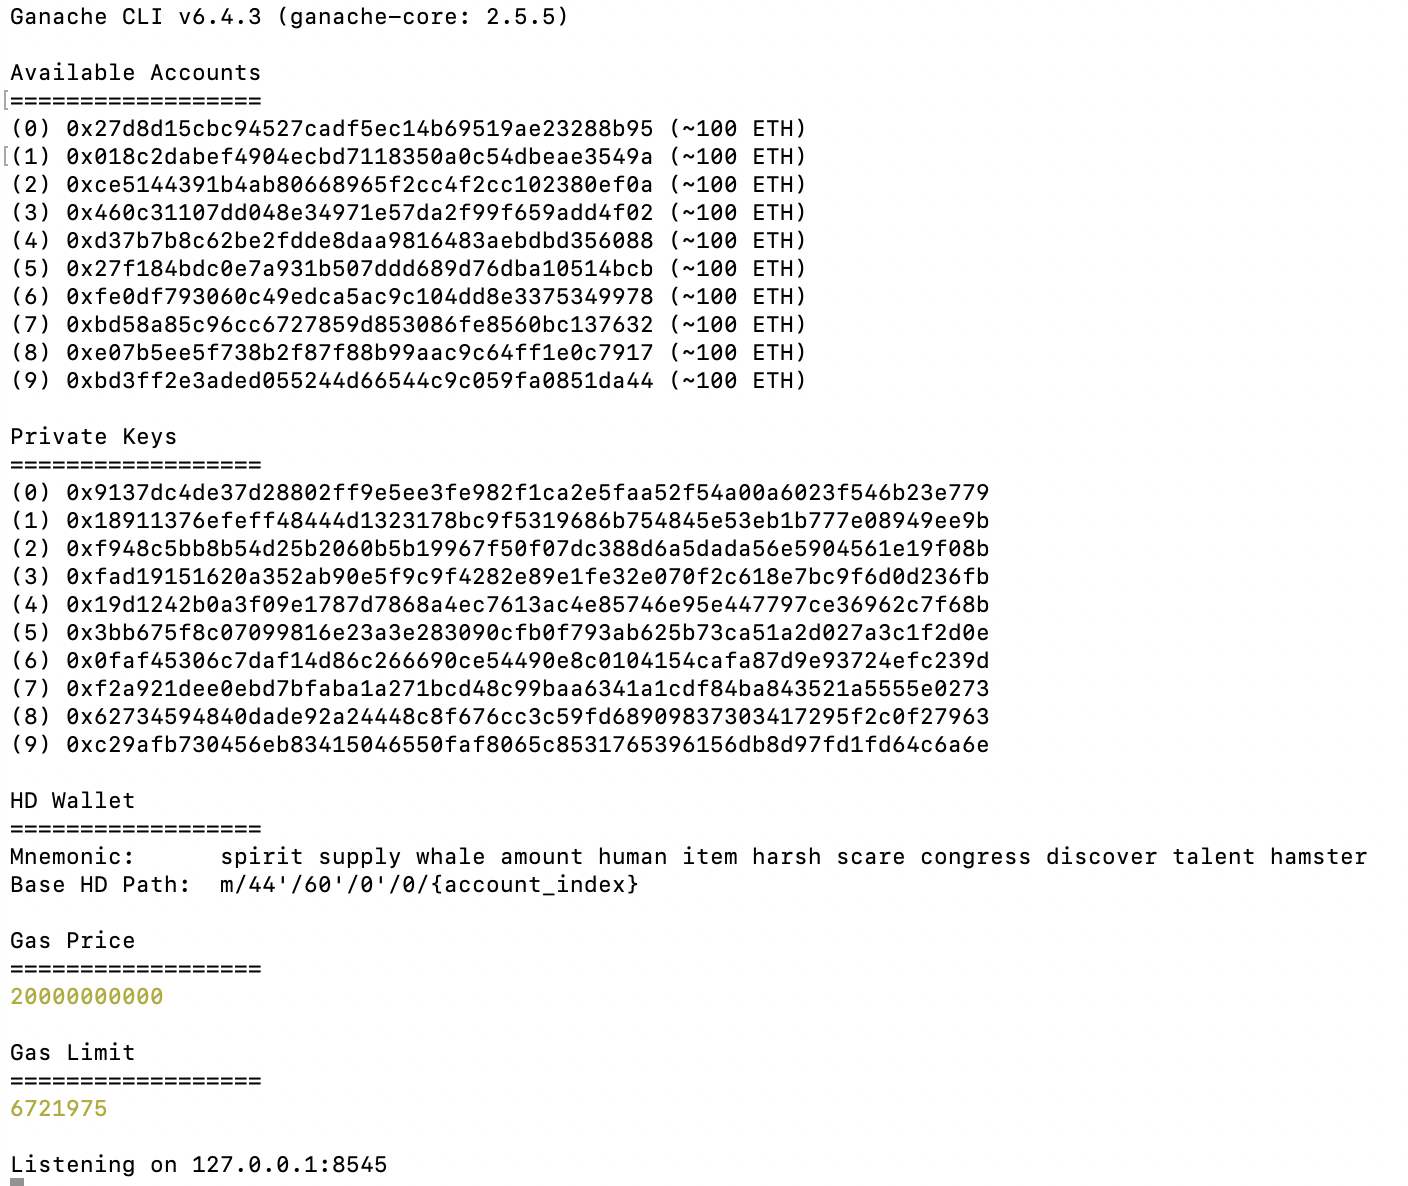 Ganache CLI v6.4.3 (ganache-core: 2.5.5)
Available Accounts
==================
(0) 0x27d8d15cbc94527cadf5ec14b69519ae23288b95 (~100 ETH)
(1) 0x018c2dabef4904ecbd7118350a0c54dbeae3549a (~100 ETH)
(2) 0xce5144391b4ab80668965f2cc4f2cc102380ef0a (~100 ETH)
(3) 0x460c31107dd048e34971e57da2f99f659add4f02 (~100 ETH)
(4) 0xd37b7b8c62be2fdde8daa9816483aebdbd356088 (~100 ETH)
(5) 0x27f184bdc0e7a931b507ddd689d76dba10514bcb (~100 ETH)
(6) 0xfe0df793060c49edca5ac9c104dd8e3375349978 (~100 ETH)
(7) 0xbd58a85c96cc6727859d853086fe8560bc137632 (~100 ETH)
(8) 0xe07b5ee5f738b2f87f88b99aac9c64ff1e0c7917 (~100 ETH)
(9) 0xbd3ff2e3aded055244d66544c9c059fa0851da44 (~100 ETH)
Private Keys
==================
(0) 0x9137dc4de37d28802ff9e5ee3fe982f1ca2e5faa52f54a00a6023f546b23e779
(1) 0x18911376efeff48444d1323178bc9f5319686b754845e53eb1b777e08949ee9b
(2) 0xf948c5bb8b54d25b2060b5b19967f50f07dc388d6a5dada56e5904561e19f08b
(3) 0xfad19151620a352ab90e5f9c9f4282e89e1fe32e070f2c618e7bc9f6d0d236fb
(4) 0x19d1242b0a3f09e1787d7868a4ec7613ac4e85746e95e447797ce36962c7f68b
(5) 0x3bb675f8c07099816e23a3e283090cfb0f793ab625b73ca51a2d027a3c1f2d0e
(6) 0x0faf45306c7daf14d86c266690ce54490e8c0104154cafa87d9e93724efc239d
(7) 0xf2a921dee0ebd7bfaba1a271bcd48c99baa6341a1cdf84ba843521a5555e0273
(8) 0x62734594840dade92a24448c8f676cc3c59fd68909837303417295f2c0f27963
(9) 0xc29afb730456eb83415046550faf8065c8531765396156db8d97fd1fd64c6a6e
HD Wallet
==================
Mnemonic:      spirit supply whale amount human item harsh scare congress discover talent hamster
Base HD Path:  m/44'/60'/0'/0/{account_index}
Gas Price
==================
20000000000
Gas Limit
==================
6721975
Listening on 127.0.0.1:8545